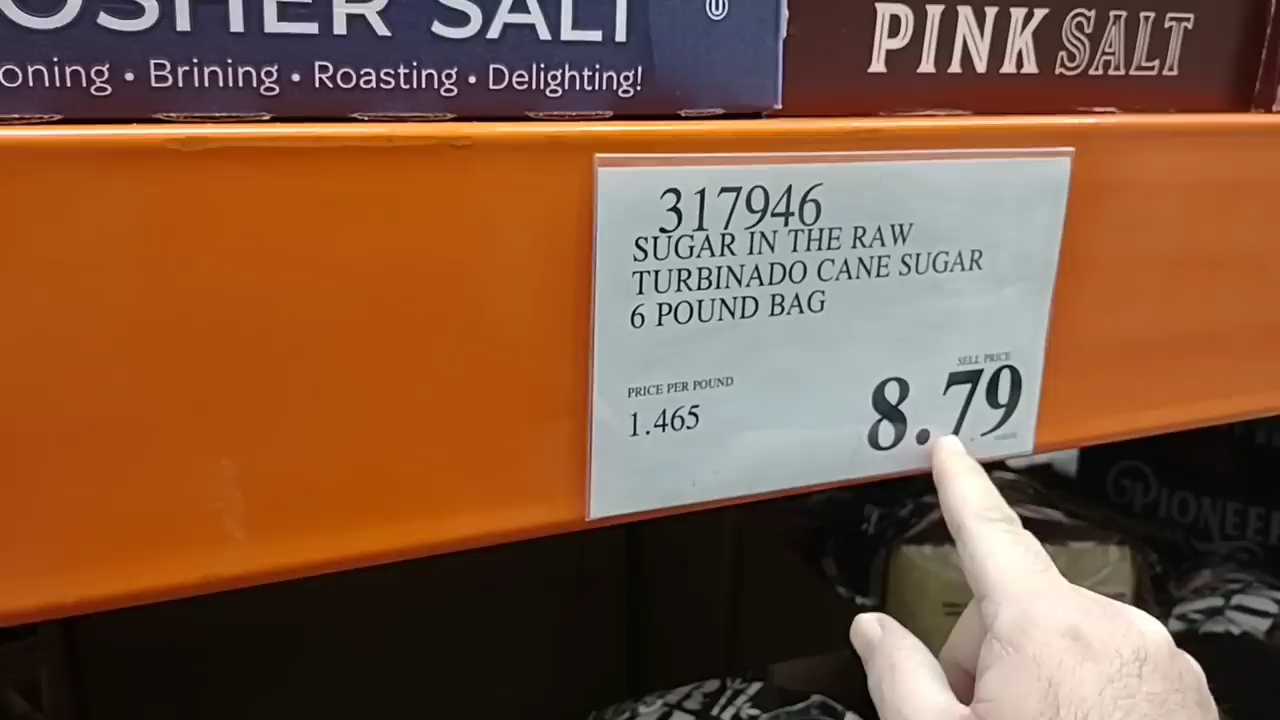 OSHER SALT
oning • Brining • Roasting • Delighting!
U
PINK SALT
317946
SUGAR IN THE RAW
TURBINADO CANE SUGAR
6 POUND BAG
PRICE PER POUND
1.465
SELL PRICE
8.79
PIONEER